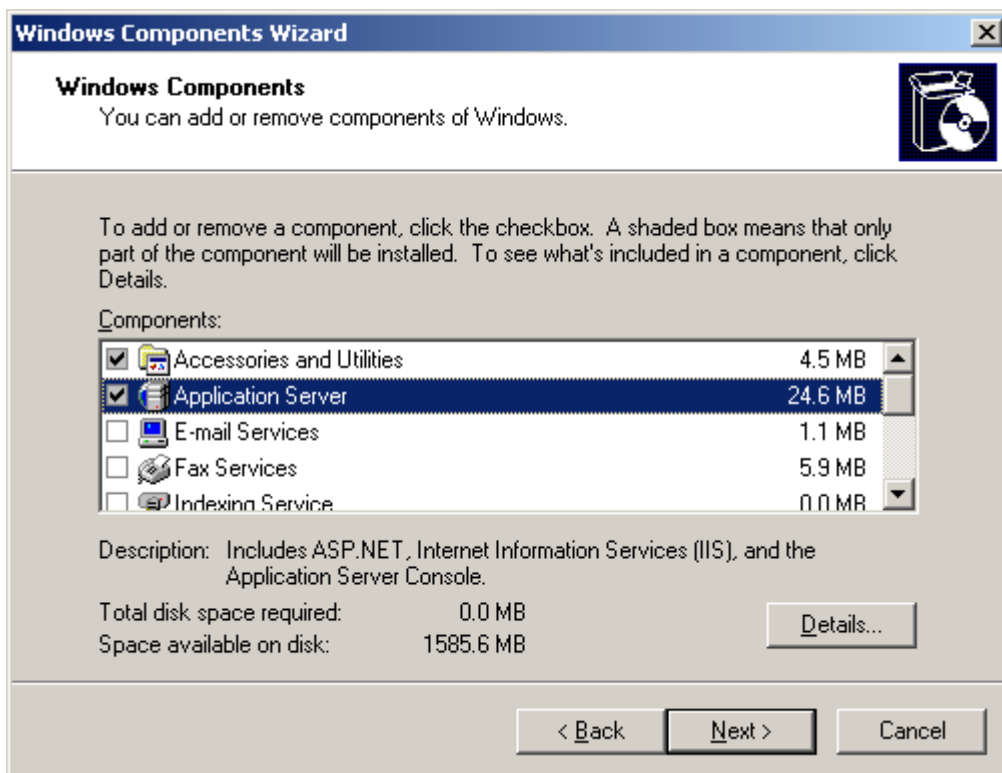 Windows Components Wizard
Windows Components
You can add or remove components of Windows.
To add or remove a component, click the checkbox. A shaded box means that only
part of the component will be installed. To see what's included in a component, click
Details.
Components:
Accessories and Utilities 4.5 MB
Application Server 24.6 MB
E-mail Services 1.1 MB
Fax Services 5.9 MB
Indexing Service 0.0 MB
Description: Includes ASP.NET, Internet Information Services (IIS), and the
Application Server Console.
Total disk space required: 0.0 MB
Space available on disk: 1585.6 MB
Details...
< Back Next > Cancel